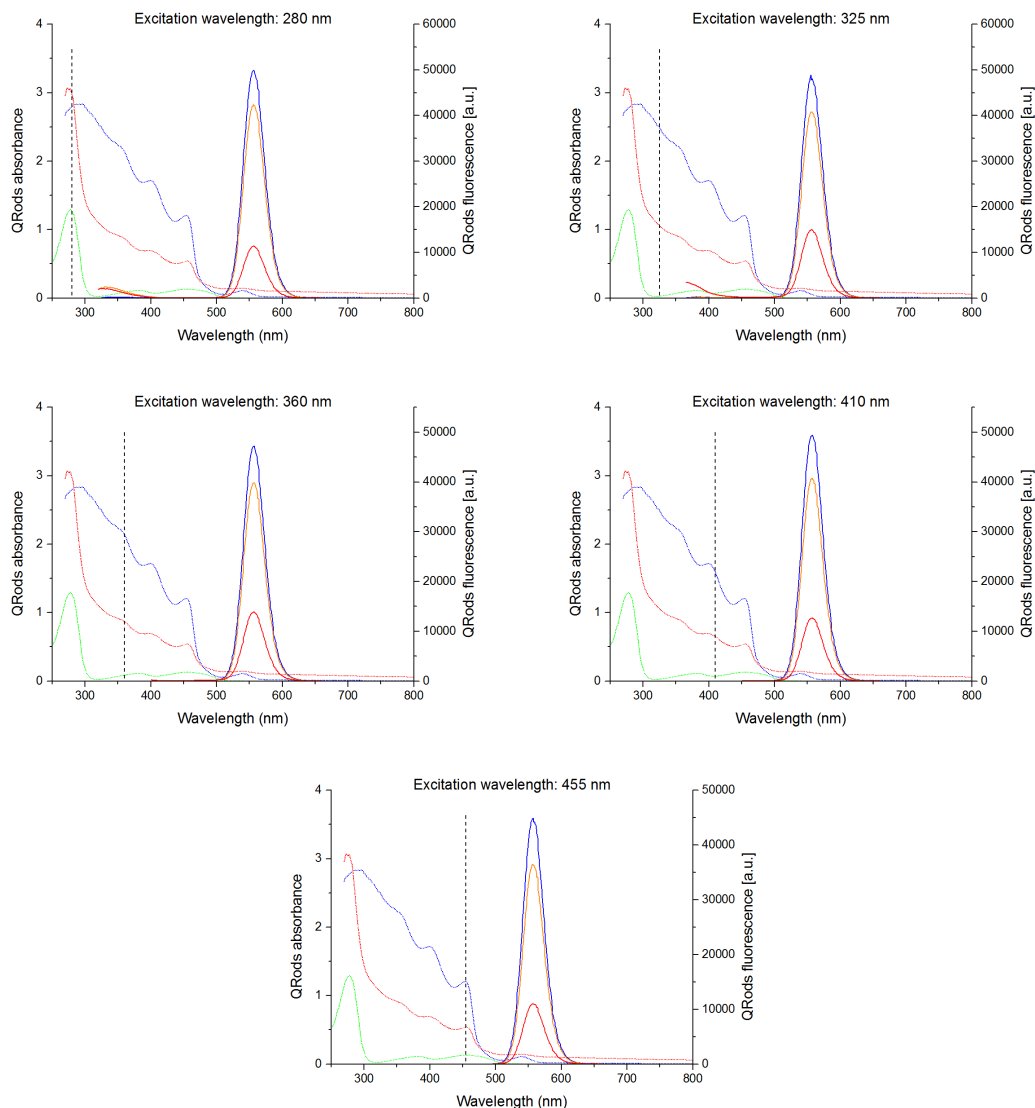 Excitation wavelength: 280 nm
4
3
2
1
0
QRods absorbance
60000
50000
40000
30000
20000
10000
0
QRods fluorescence [a.u.]
300 400 500 600 700 800
Wavelength (nm)
Excitation wavelength: 325 nm
4
3
2
1
0
QRods absorbance
60000
50000
40000
30000
20000
10000
0
QRods fluorescence [a.u.]
300 400 500 600 700 800
Wavelength (nm)
Excitation wavelength: 360 nm
4
3
2
1
0
QRods absorbance
50000
40000
30000
20000
10000
0
QRods fluorescence [a.u.]
300 400 500 600 700 800
Wavelength (nm)
Excitation wavelength: 410 nm
4
3
2
1
0
QRods absorbance
50000
40000
30000
20000
10000
0
QRods fluorescence [a.u.]
300 400 500 600 700 800
Wavelength (nm)
Excitation wavelength: 455 nm
4
3
2
1
0
QRods absorbance
50000
40000
30000
20000
10000
0
QRods fluorescence [a.u.]
300 400 500 600 700 800
Wavelength (nm)